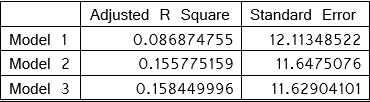 Adjusted R Square Standard Error
Model 1 0.086874755 12.11348522
Model 2 0.155775159 11.6475076
Model 3 0.158449996 11.62904101